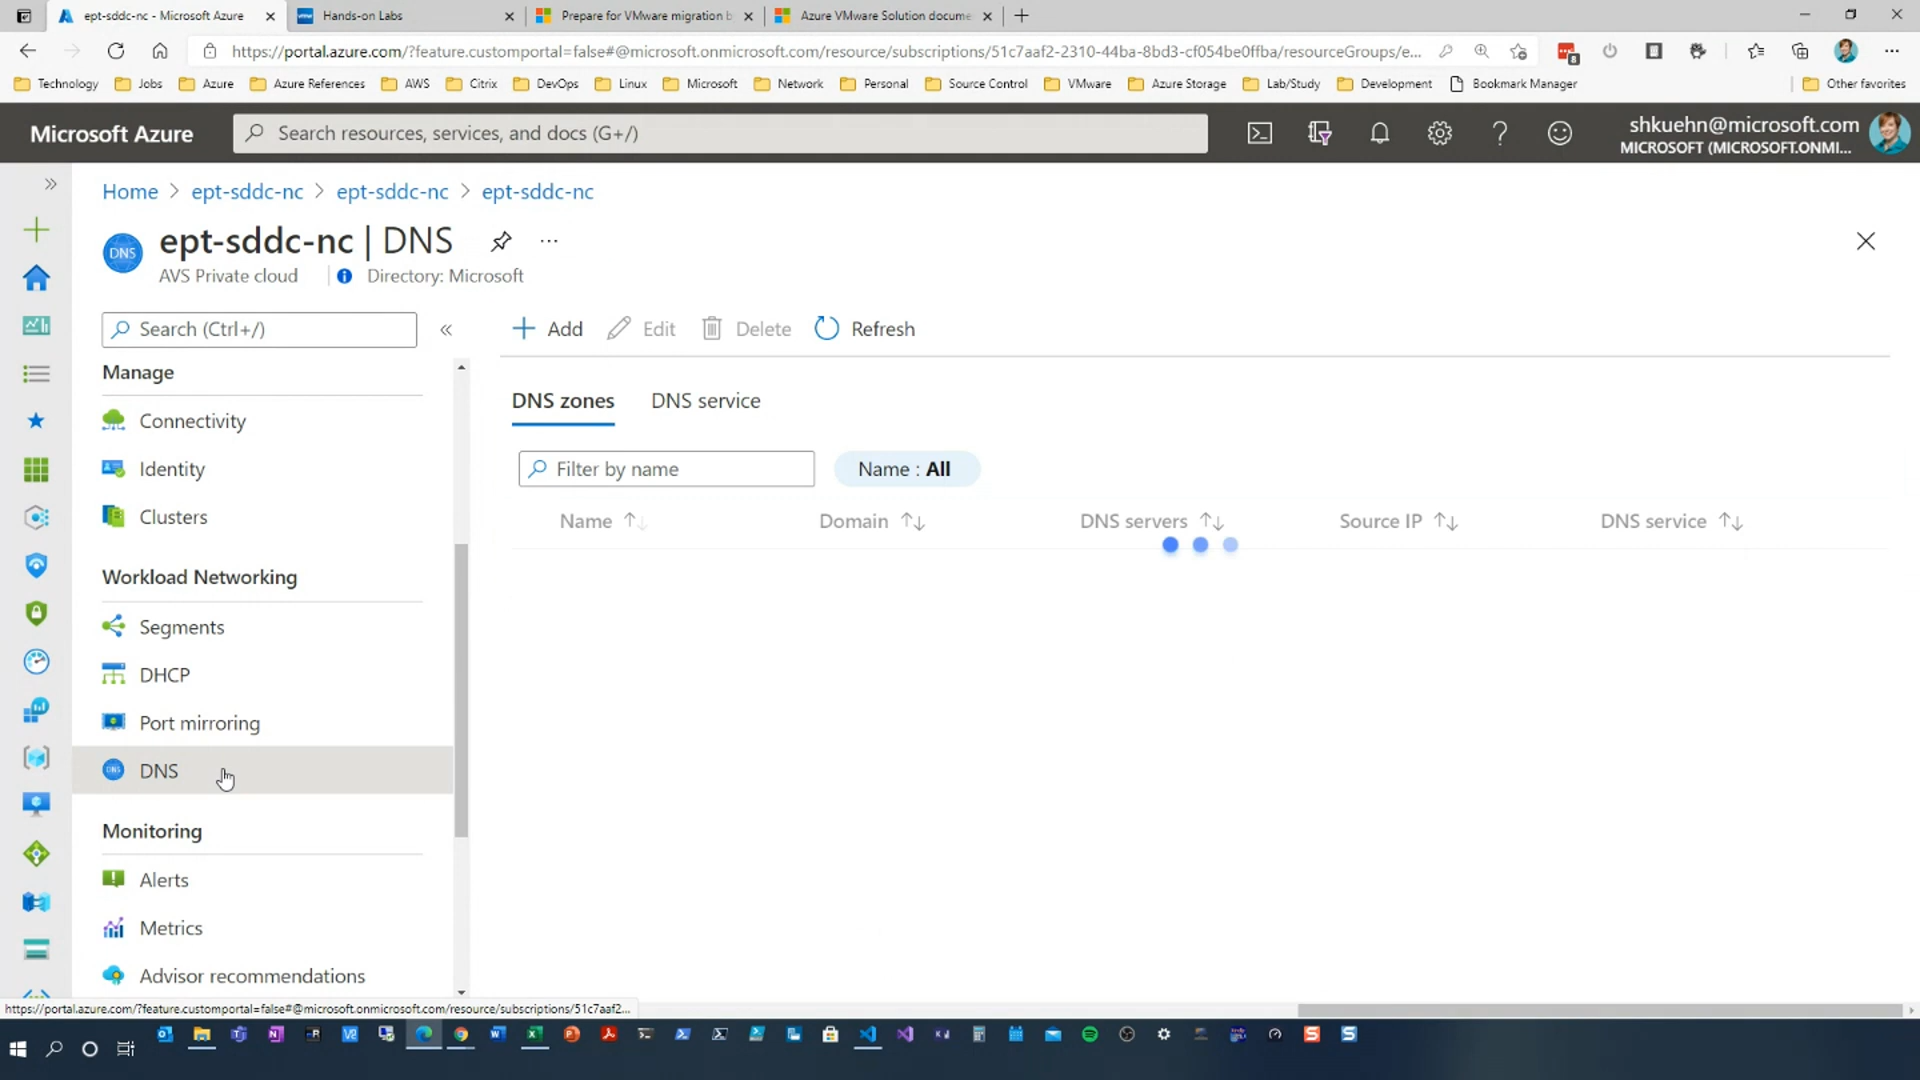 ept-sddc-nc - Microsoft Azure
Hands-on Labs
Prepare for VMware migration b
Azure VMware Solution docume
https://portal.azure.com/?feature.customportal=false#@microsoft.onmicrosoft.com/resource/subscriptions/51c7aaf2-2310-44ba-8bd3-cf054be0ffba/resourceGroups/e...
8
Technology
Jobs
Azure
Azure References
AWS
Citrix
DevOps
Linux
Microsoft
Network
Personal
Source Control
VMware
Azure Storage
Lab/Study
Development
Bookmark Manager
Other favorites
Microsoft Azure
Search resources, services, and docs (G+/)
shkuehn@microsoft.com
MICROSOFT (MICROSOFT.ONMI...
Home > ept-sddc-nc > ept-sddc-nc > ept-sddc-nc
DNS
ept-sddc-nc | DNS
AVS Private cloud
Directory: Microsoft
Search (Ctrl+/)
Add
Edit
Delete
Refresh
Manage
Connectivity
Identity
Clusters
Workload Networking
Segments
DHCP
Port mirroring
DNS
Monitoring
Alerts
Metrics
Advisor recommendations
DNS zones
DNS service
Filter by name
Name : All
Name
Domain
DNS servers
Source IP
DNS service
https://portal.azure.com/?feature.customportal=false#@microsoft.onmicrosoft.com/resource/subscriptions/51c7aaf2...